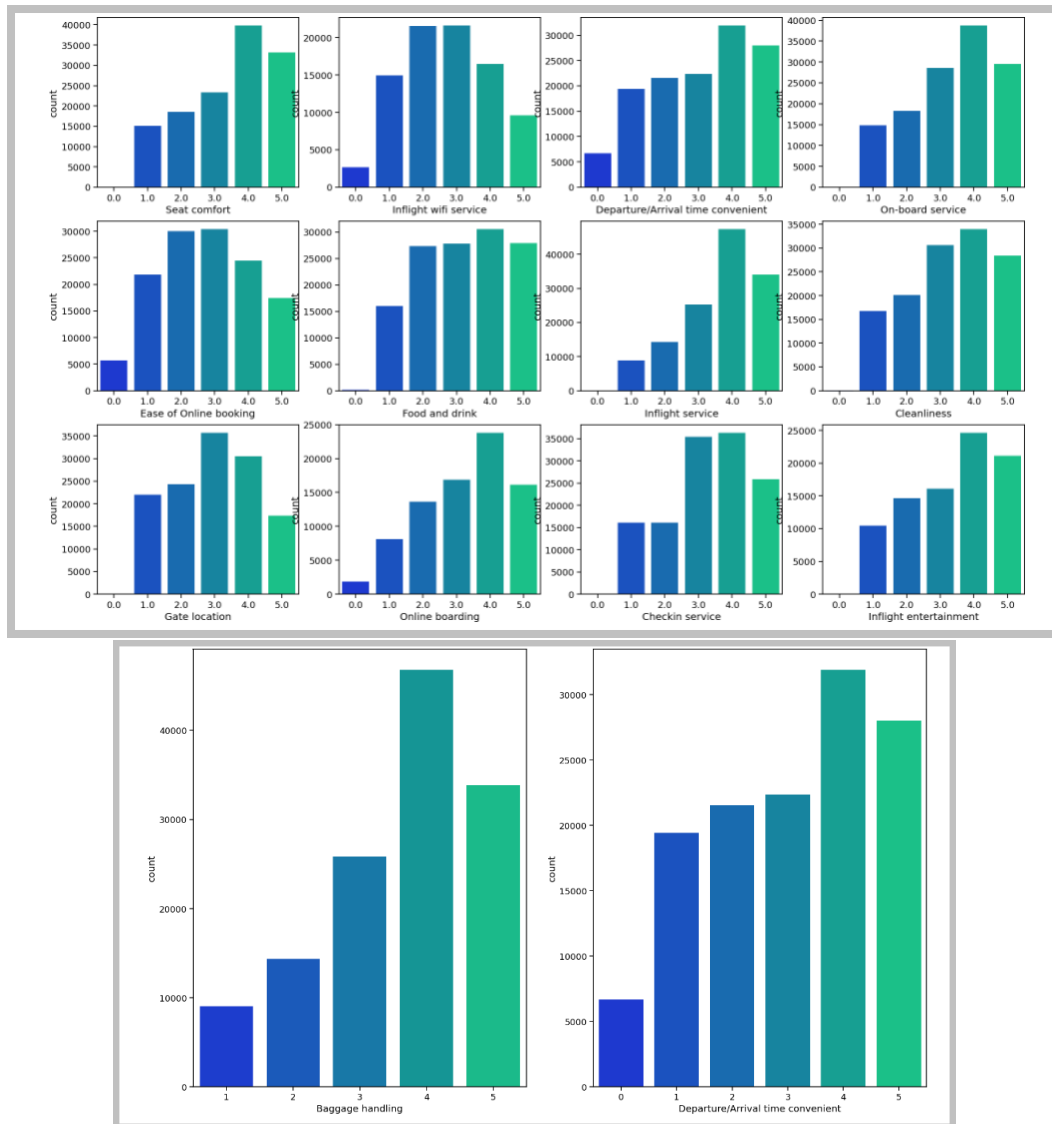 40000
35000
30000
25000
20000
15000
10000
5000
0
count
0.0 1.0 2.0 3.0 4.0 5.0
Seat comfort
20000
15000
10000
5000
0
count
0.0 1.0 2.0 3.0 4.0 5.0
Inflight wifi service
30000
25000
20000
15000
10000
5000
0
count
0.0 1.0 2.0 3.0 4.0 5.0
Departure/Arrival time convenient
40000
35000
30000
25000
20000
15000
10000
5000
0
count
0.0 1.0 2.0 3.0 4.0 5.0
On-board service
30000
25000
20000
15000
10000
5000
0
count
0.0 1.0 2.0 3.0 4.0 5.0
Ease of Online booking
30000
25000
20000
15000
10000
5000
0
count
0.0 1.0 2.0 3.0 4.0 5.0
Food and drink
40000
30000
20000
10000
0
count
0.0 1.0 2.0 3.0 4.0 5.0
Inflight service
35000
30000
25000
20000
15000
10000
5000
0
count
0.0 1.0 2.0 3.0 4.0 5.0
Cleanliness
35000
30000
25000
20000
15000
10000
5000
0
count
0.0 1.0 2.0 3.0 4.0 5.0
Gate location
25000
20000
15000
10000
5000
0
count
0.0 1.0 2.0 3.0 4.0 5.0
Online boarding
35000
30000
25000
20000
15000
10000
5000
0
count
0.0 1.0 2.0 3.0 4.0 5.0
Checkin service
25000
20000
15000
10000
5000
0
count
0.0 1.0 2.0 3.0 4.0 5.0
Inflight entertainment
40000
30000
20000
10000
0
count
1 2 3 4 5
Baggage handling
30000
25000
20000
15000
10000
5000
0
count
0 1 2 3 4 5
Departure/Arrival time convenient